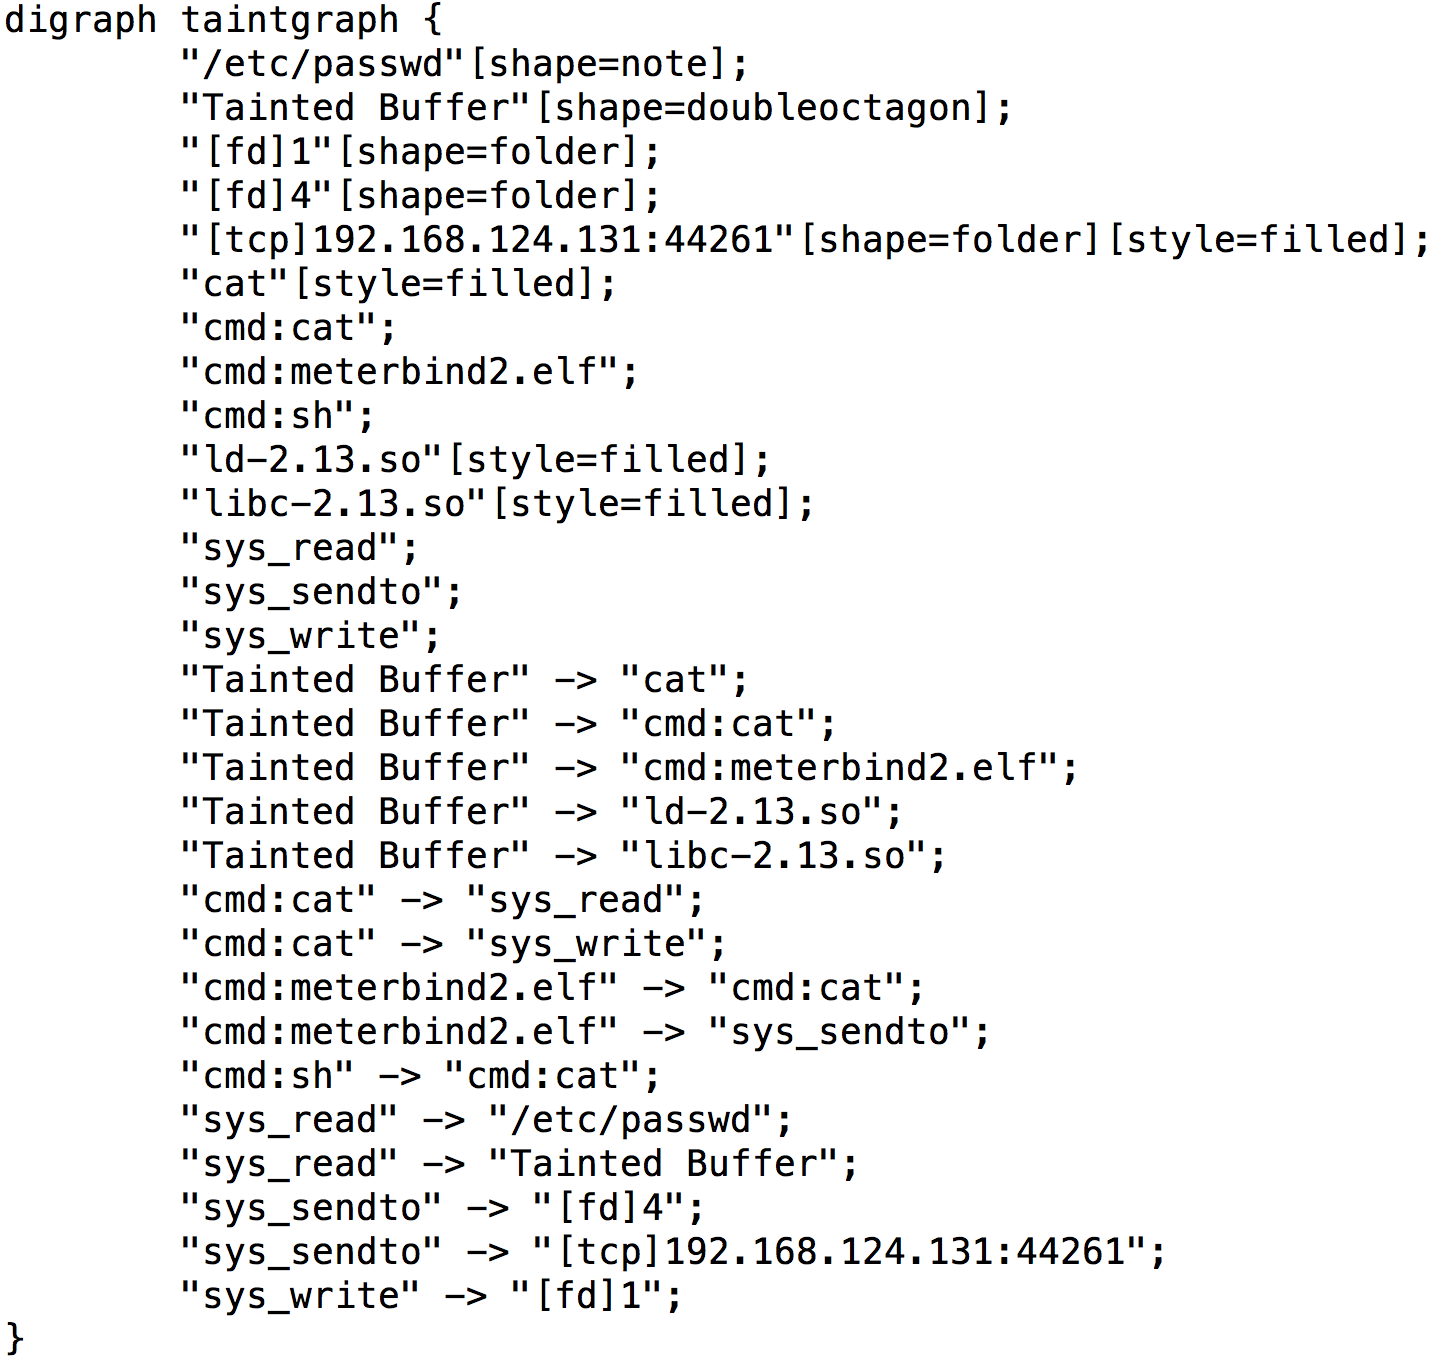 digraph taintgraph {
"/etc/passwd"[shape=note];
"Tainted Buffer"[shape=doubleoctagon];
"[fd]1"[shape=folder];
"[fd]4"[shape=folder];
"[tcp]192.168.124.131:44261"[shape=folder][style=filled];
"cat"[style=filled];
"cmd:cat";
"cmd:meterbind2.elf";
"cmd:sh";
"ld-2.13.so"[style=filled];
"libc-2.13.so"[style=filled];
"sys_read";
"sys_sendto";
"sys_write";
"Tainted Buffer" -> "cat";
"Tainted Buffer" -> "cmd:cat";
"Tainted Buffer" -> "cmd:meterbind2.elf";
"Tainted Buffer" -> "ld-2.13.so";
"Tainted Buffer" -> "libc-2.13.so";
"cmd:cat" -> "sys_read";
"cmd:cat" -> "sys_write";
"cmd:meterbind2.elf" -> "cmd:cat";
"cmd:meterbind2.elf" -> "sys_sendto";
"cmd:sh" -> "cmd:cat";
"sys_read" -> "/etc/passwd";
"sys_read" -> "Tainted Buffer";
"sys_sendto" -> "[fd]4";
"sys_sendto" -> "[tcp]192.168.124.131:44261";
"sys_write" -> "[fd]1";
}